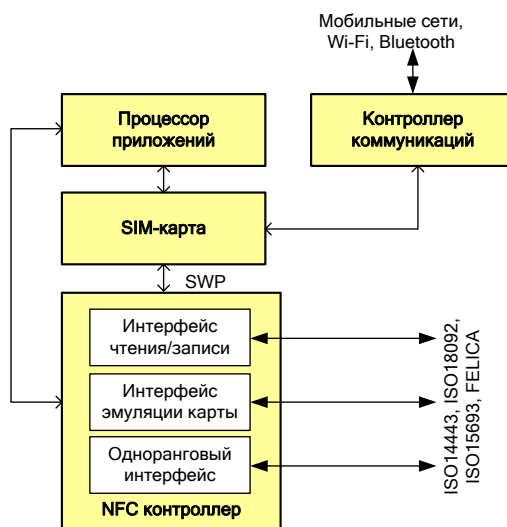 Мобильные сети,
Wi-Fi, Bluetooth
Процессор
приложений
Контроллер
коммуникаций
SIM-карта
SWP
Интерфейс
чтения/записи
Интерфейс
эмуляции карты
Одноранговый
интерфейс
NFC контроллер
ISO14443, ISO18092,
ISO15693, FELICA